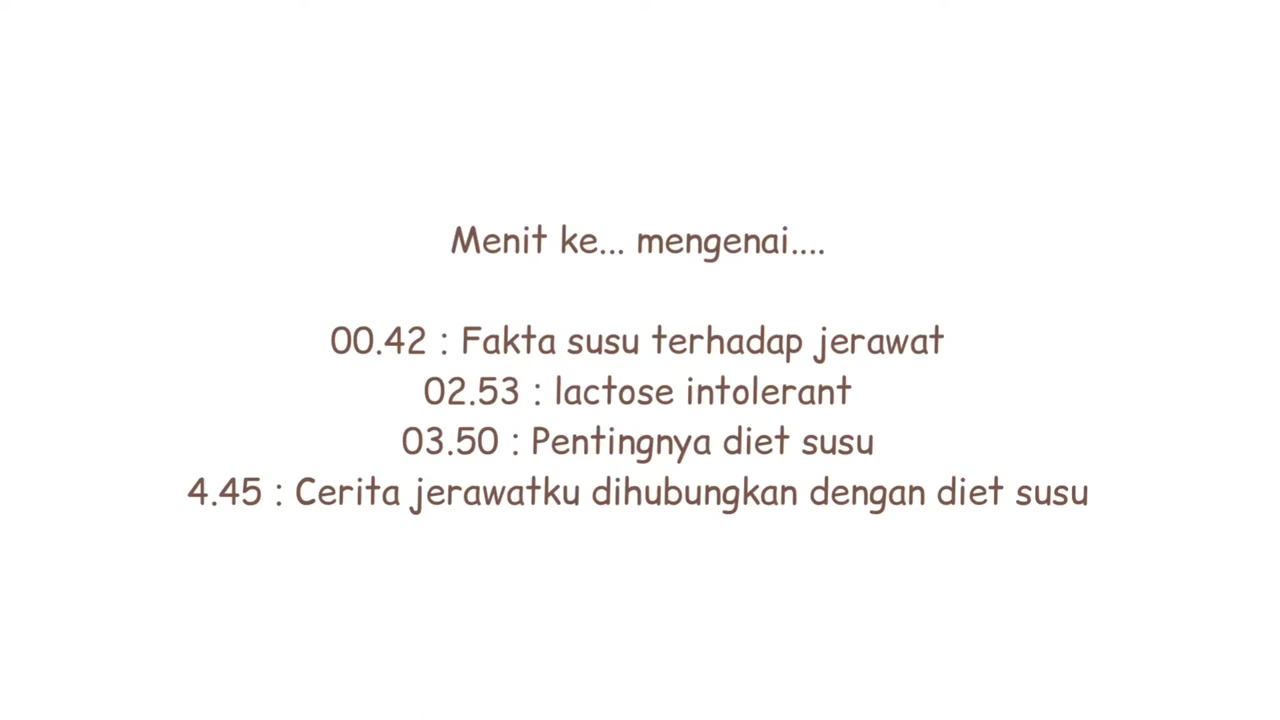 Menit ke... mengenai....
00.42 : Fakta susu terhadap jerawat
02.53 : lactose intolerant
03.50 : Pentingnya diet susu
4.45 : Cerita jerawatku dihubungkan dengan diet susu